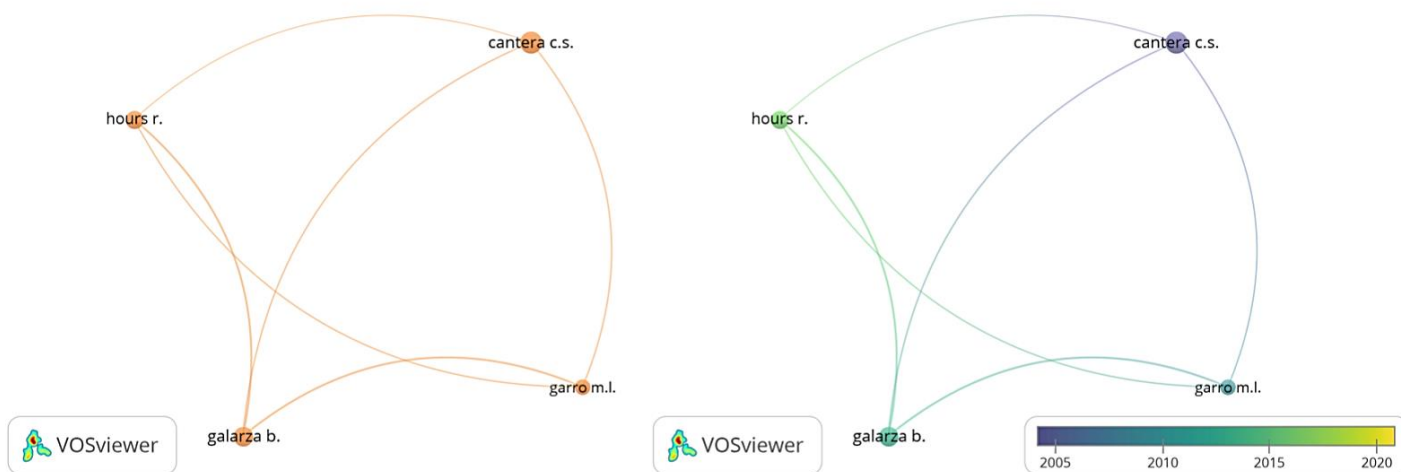 cantera c.s.
hours r.
garro m.l.
galarza b.
VOSviewer
cantera c.s.
hours r.
garro m.l.
galarza b.
VOSviewer
2005 2010 2015 2020